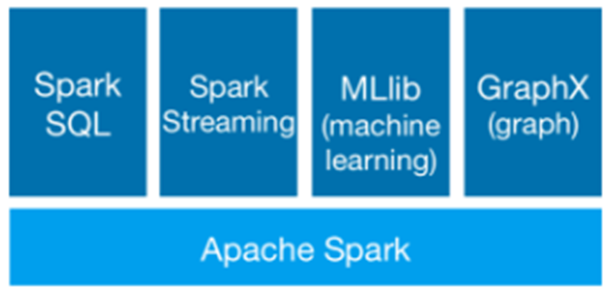 Spark
SQL
Spark
Streaming
MLlib
(machine
learning)
GraphX
(graph)
Apache Spark